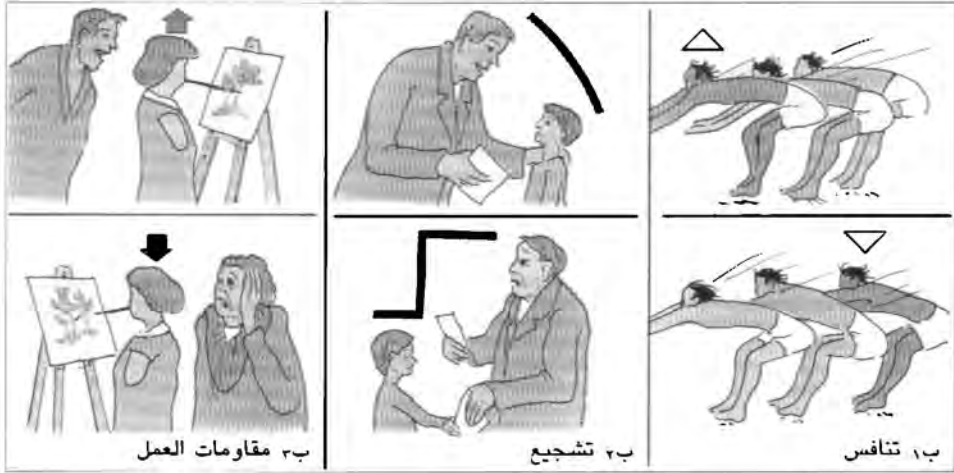 ب١ تنافس
ب٢ تشجيع
ب٣ مقاومات العمل